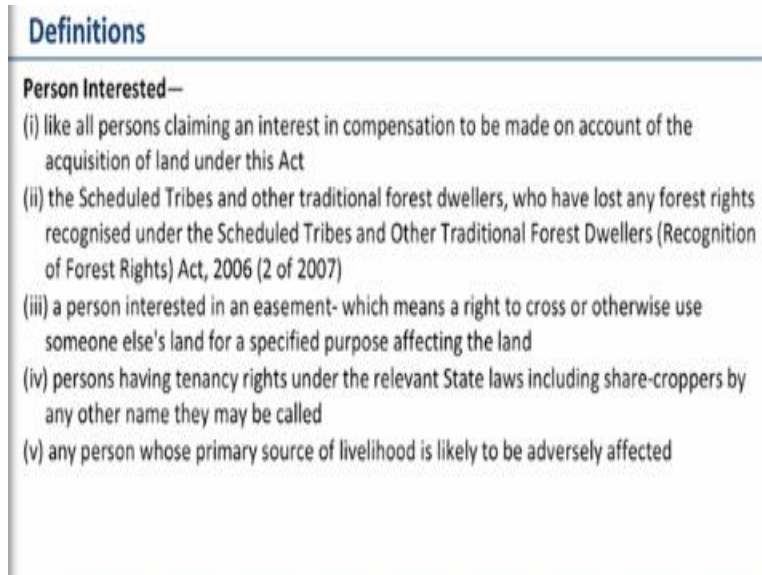 Definitions
Person Interested—
(i) like all persons claiming an interest in compensation to be made on account of the
acquisition of land under this Act
(ii) the Scheduled Tribes and other traditional forest dwellers, who have lost any forest rights
recognised under the Scheduled Tribes and Other Traditional Forest Dwellers (Recognition
of Forest Rights) Act, 2006 (2 of 2007)
(iii) a person interested in an easement- which means a right to cross or otherwise use
someone else's land for a specified purpose affecting the land
(iv) persons having tenancy rights under the relevant State laws including share-croppers by
any other name they may be called
(v) any person whose primary source of livelihood is likely to be adversely affected